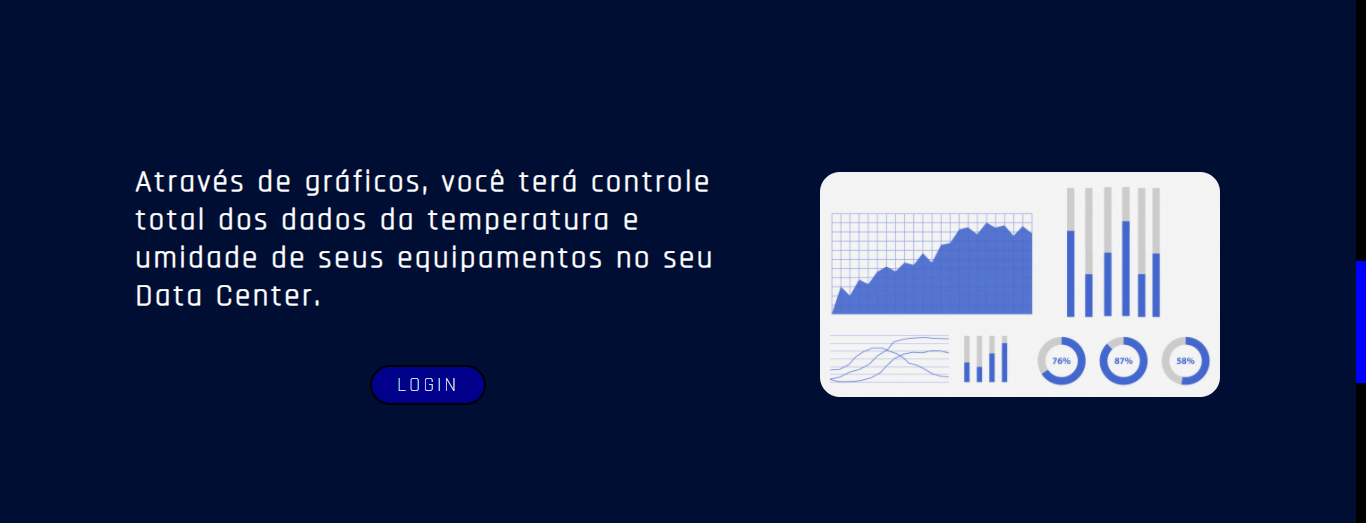 Através de gráficos, você terá controle
total dos dados da temperatura e
umidade de seus equipamentos no seu
Data Center.
LOGIN
76%
87%
58%